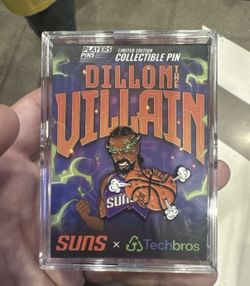 PLAYERS
PINS
LIMITED EDITION
COLLECTIBLE PIN
DILLON THE
VILLAIN
SUNS
SUNS × Techbros